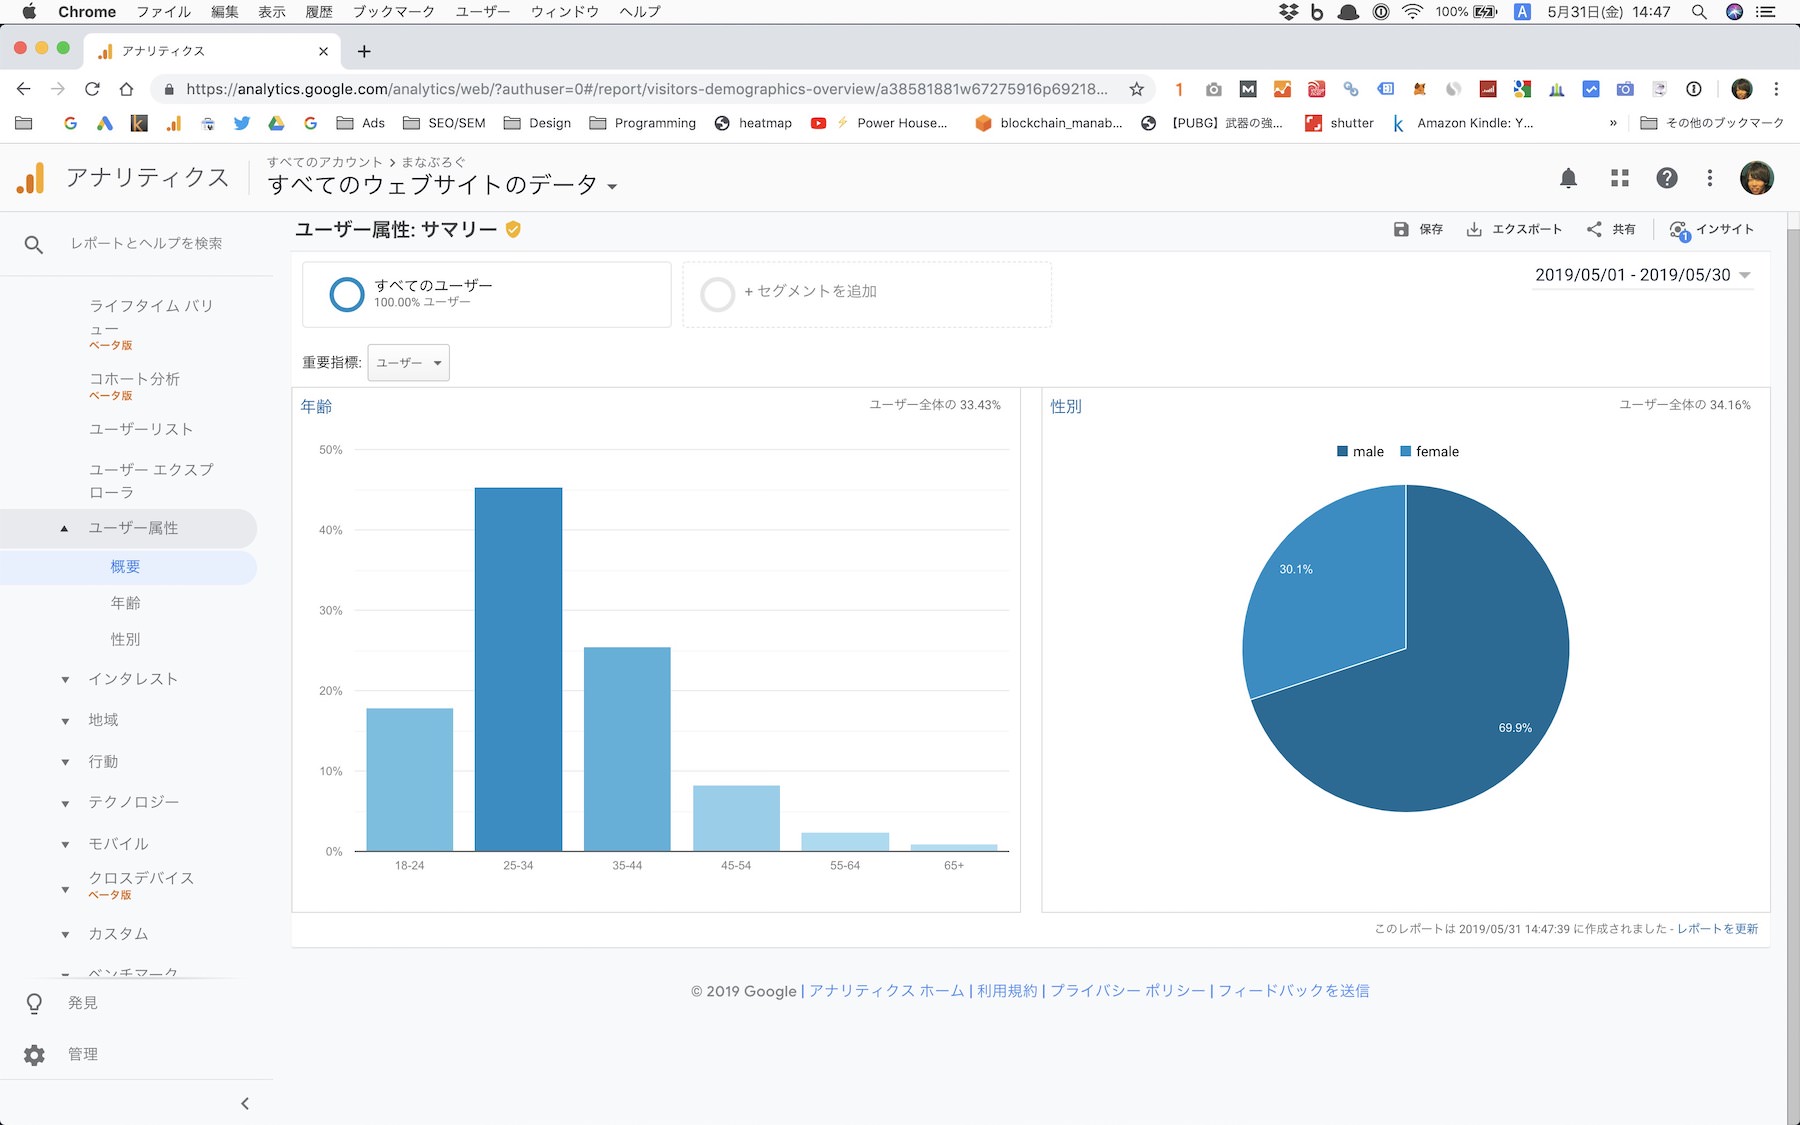 Chrome ファイル 編集 表示 履歴 ブックマーク ユーザー ウィンドウ ヘルプ 100% A 5月31日(金) 14:47
アナリティクス
https://analytics.google.com/analytics/web/?authuser=0#/report/visitors-demographics-overview/a38581881w67275916p69218...
Ads SEO/SEM Design Programming heatmap Power House... blockchain_manab... 【PUBG】武器の強... shutter Amazon Kindle: Y... » その他のブックマーク
アナリティクス
すべてのアカウント > まなぶろぐ
すべてのウェブサイトのデータ
レポートとヘルプを検索
ライフタイム バリュ
ー
ベータ版
コホート分析
ベータ版
ユーザーリスト
ユーザー エクスプ
ローラ
ユーザー属性
概要
年齢
性別
インタレスト
地域
行動
テクノロジー
モバイル
クロスデバイス
ベータ版
カスタム
ベンチマーク
発見
管理
ユーザー属性: サマリー
保存 エクスポート 共有 1 インサイト
すべてのユーザー
100.00% ユーザー
+ セグメントを追加
2019/05/01 - 2019/05/30
重要指標: ユーザー
年齢
ユーザー全体の 33.43%
50%
40%
30%
20%
10%
0%
18-24 25-34 35-44 45-54 55-64 65+
性別
ユーザー全体の 34.16%
male female
30.1%
69.9%
このレポートは 2019/05/31 14:47:39 に作成されました - レポートを更新
© 2019 Google | アナリティクス ホーム | 利用規約 | プライバシー ポリシー | フィードバックを送信